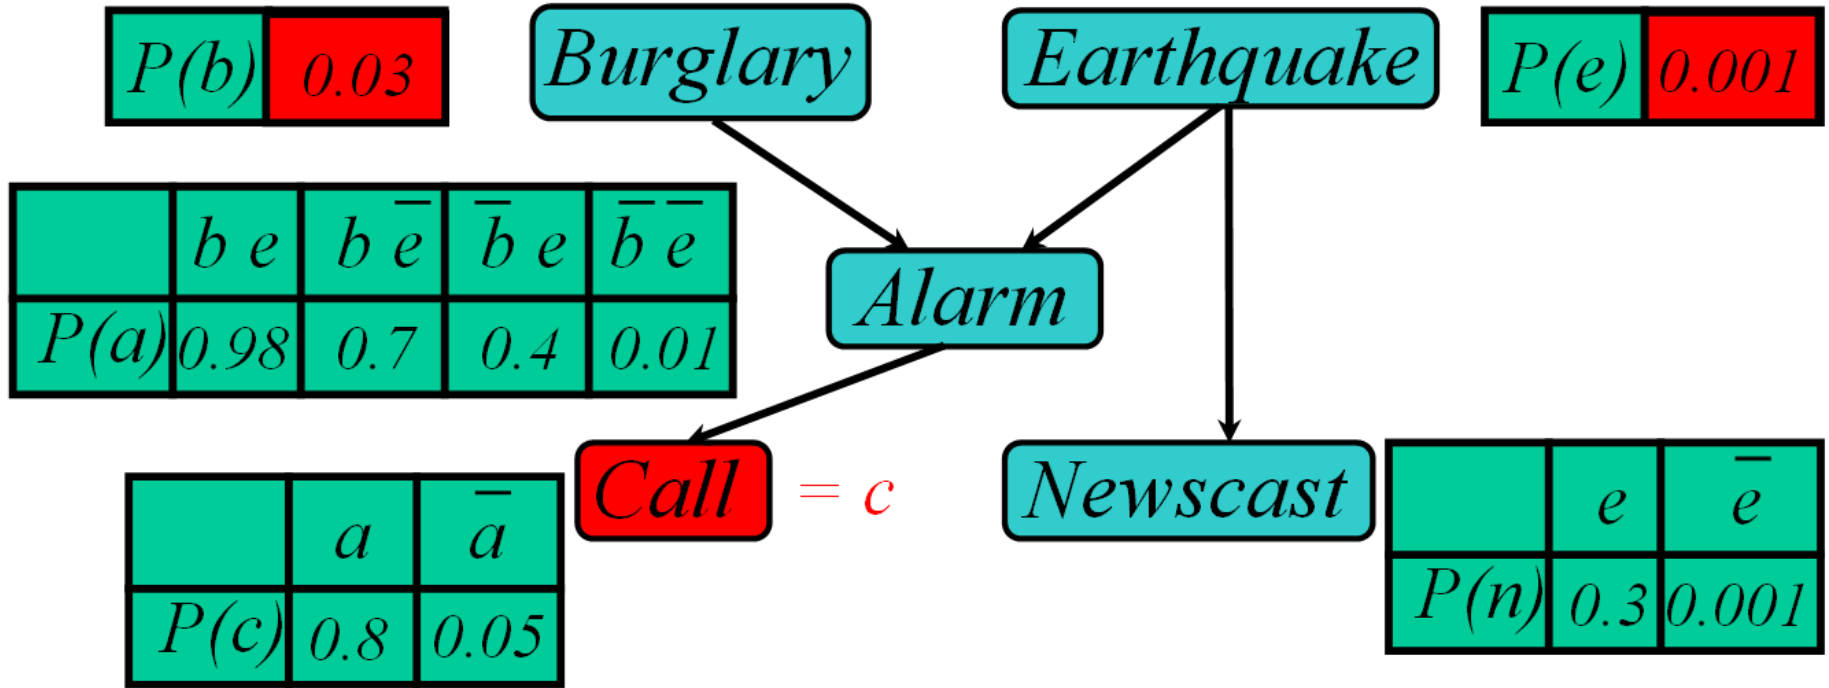 P(b) 0.03
Burglary
Earthquake
P(e) 0.001
b e b e̅ b̅ e b̅ e̅
P(a) 0.98 0.7 0.4 0.01
Alarm
Call = c
Newscast
a a̅
P(c) 0.8 0.05
e e̅
P(n) 0.3 0.001